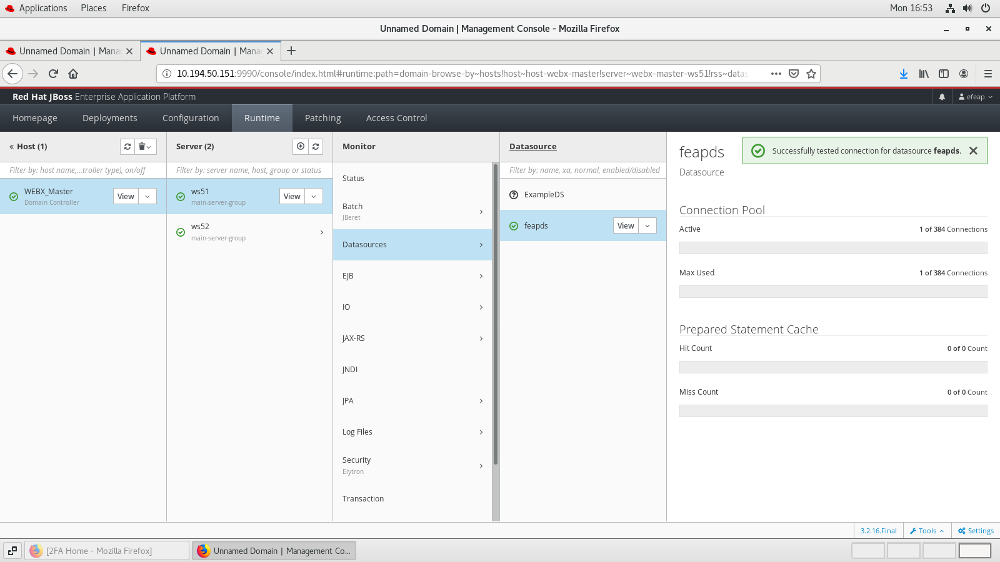 Applications Places Firefox Mon 16:53
Unnamed Domain | Management Console - Mozilla Firefox
Unnamed Domain | Mana Unnamed Domain | Mana
10.194.50.151:9990/console/index.html#runtime;path=domain-browse-by~hosts!host~host-webx-master!server~webx-master-ws51!rss~datas
Red Hat JBoss Enterprise Application Platform efeap
Homepage Deployments Configuration Runtime Patching Access Control
Host (1)
Filter by: host name,...troller type), on/off
WEBX_Master View
Domain Controller
Server (2)
Filter by: server name, host, group or status
ws51 View
main-server-group
ws52
main-server-group
Monitor
Status
Batch
JBeret
Datasources
EJB
IO
JAX-RS
JNDI
JPA
Log Files
Security
Elytron
Transaction
Datasource
Filter by: name, xa, normal, enabled/disabled
ExampleDS
feapds View
feapds
Successfully tested connection for datasource feapds.
Datasource
Connection Pool
Active 1 of 384 Connections
Max Used 1 of 384 Connections
Prepared Statement Cache
Hit Count 0 of 0 Count
Miss Count 0 of 0 Count
3.2.16.Final Tools Settings
[2FA Home - Mozilla Firefox] Unnamed Domain | Management Co...